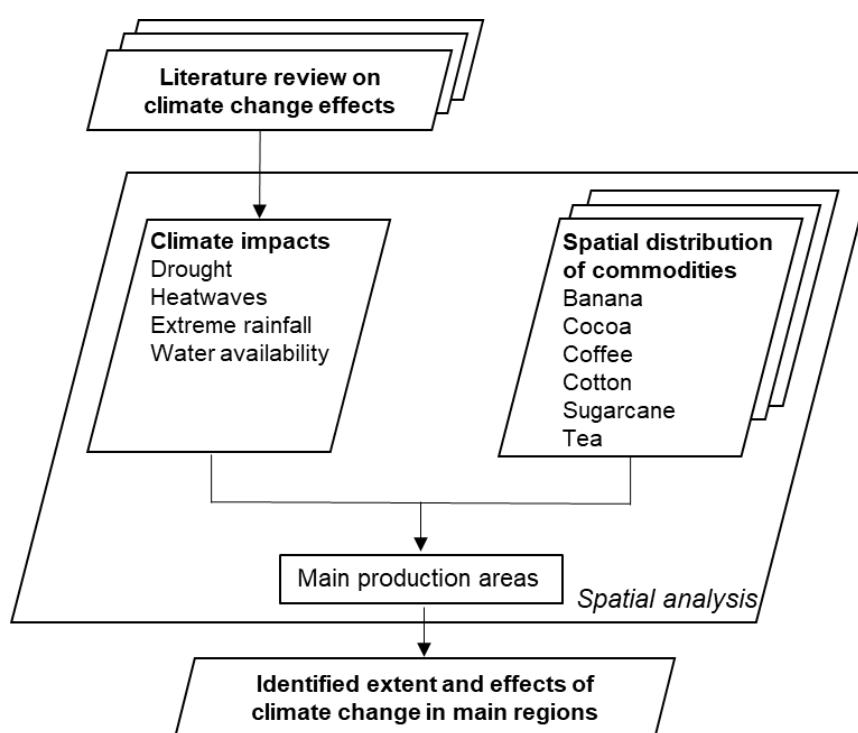 Literature review on
climate change effects
Climate impacts
Drought
Heatwaves
Extreme rainfall
Water availability
Spatial distribution
of commodities
Banana
Cocoa
Coffee
Cotton
Sugarcane
Tea
Main production areas
Spatial analysis
Identified extent and effects of
climate change in main regions